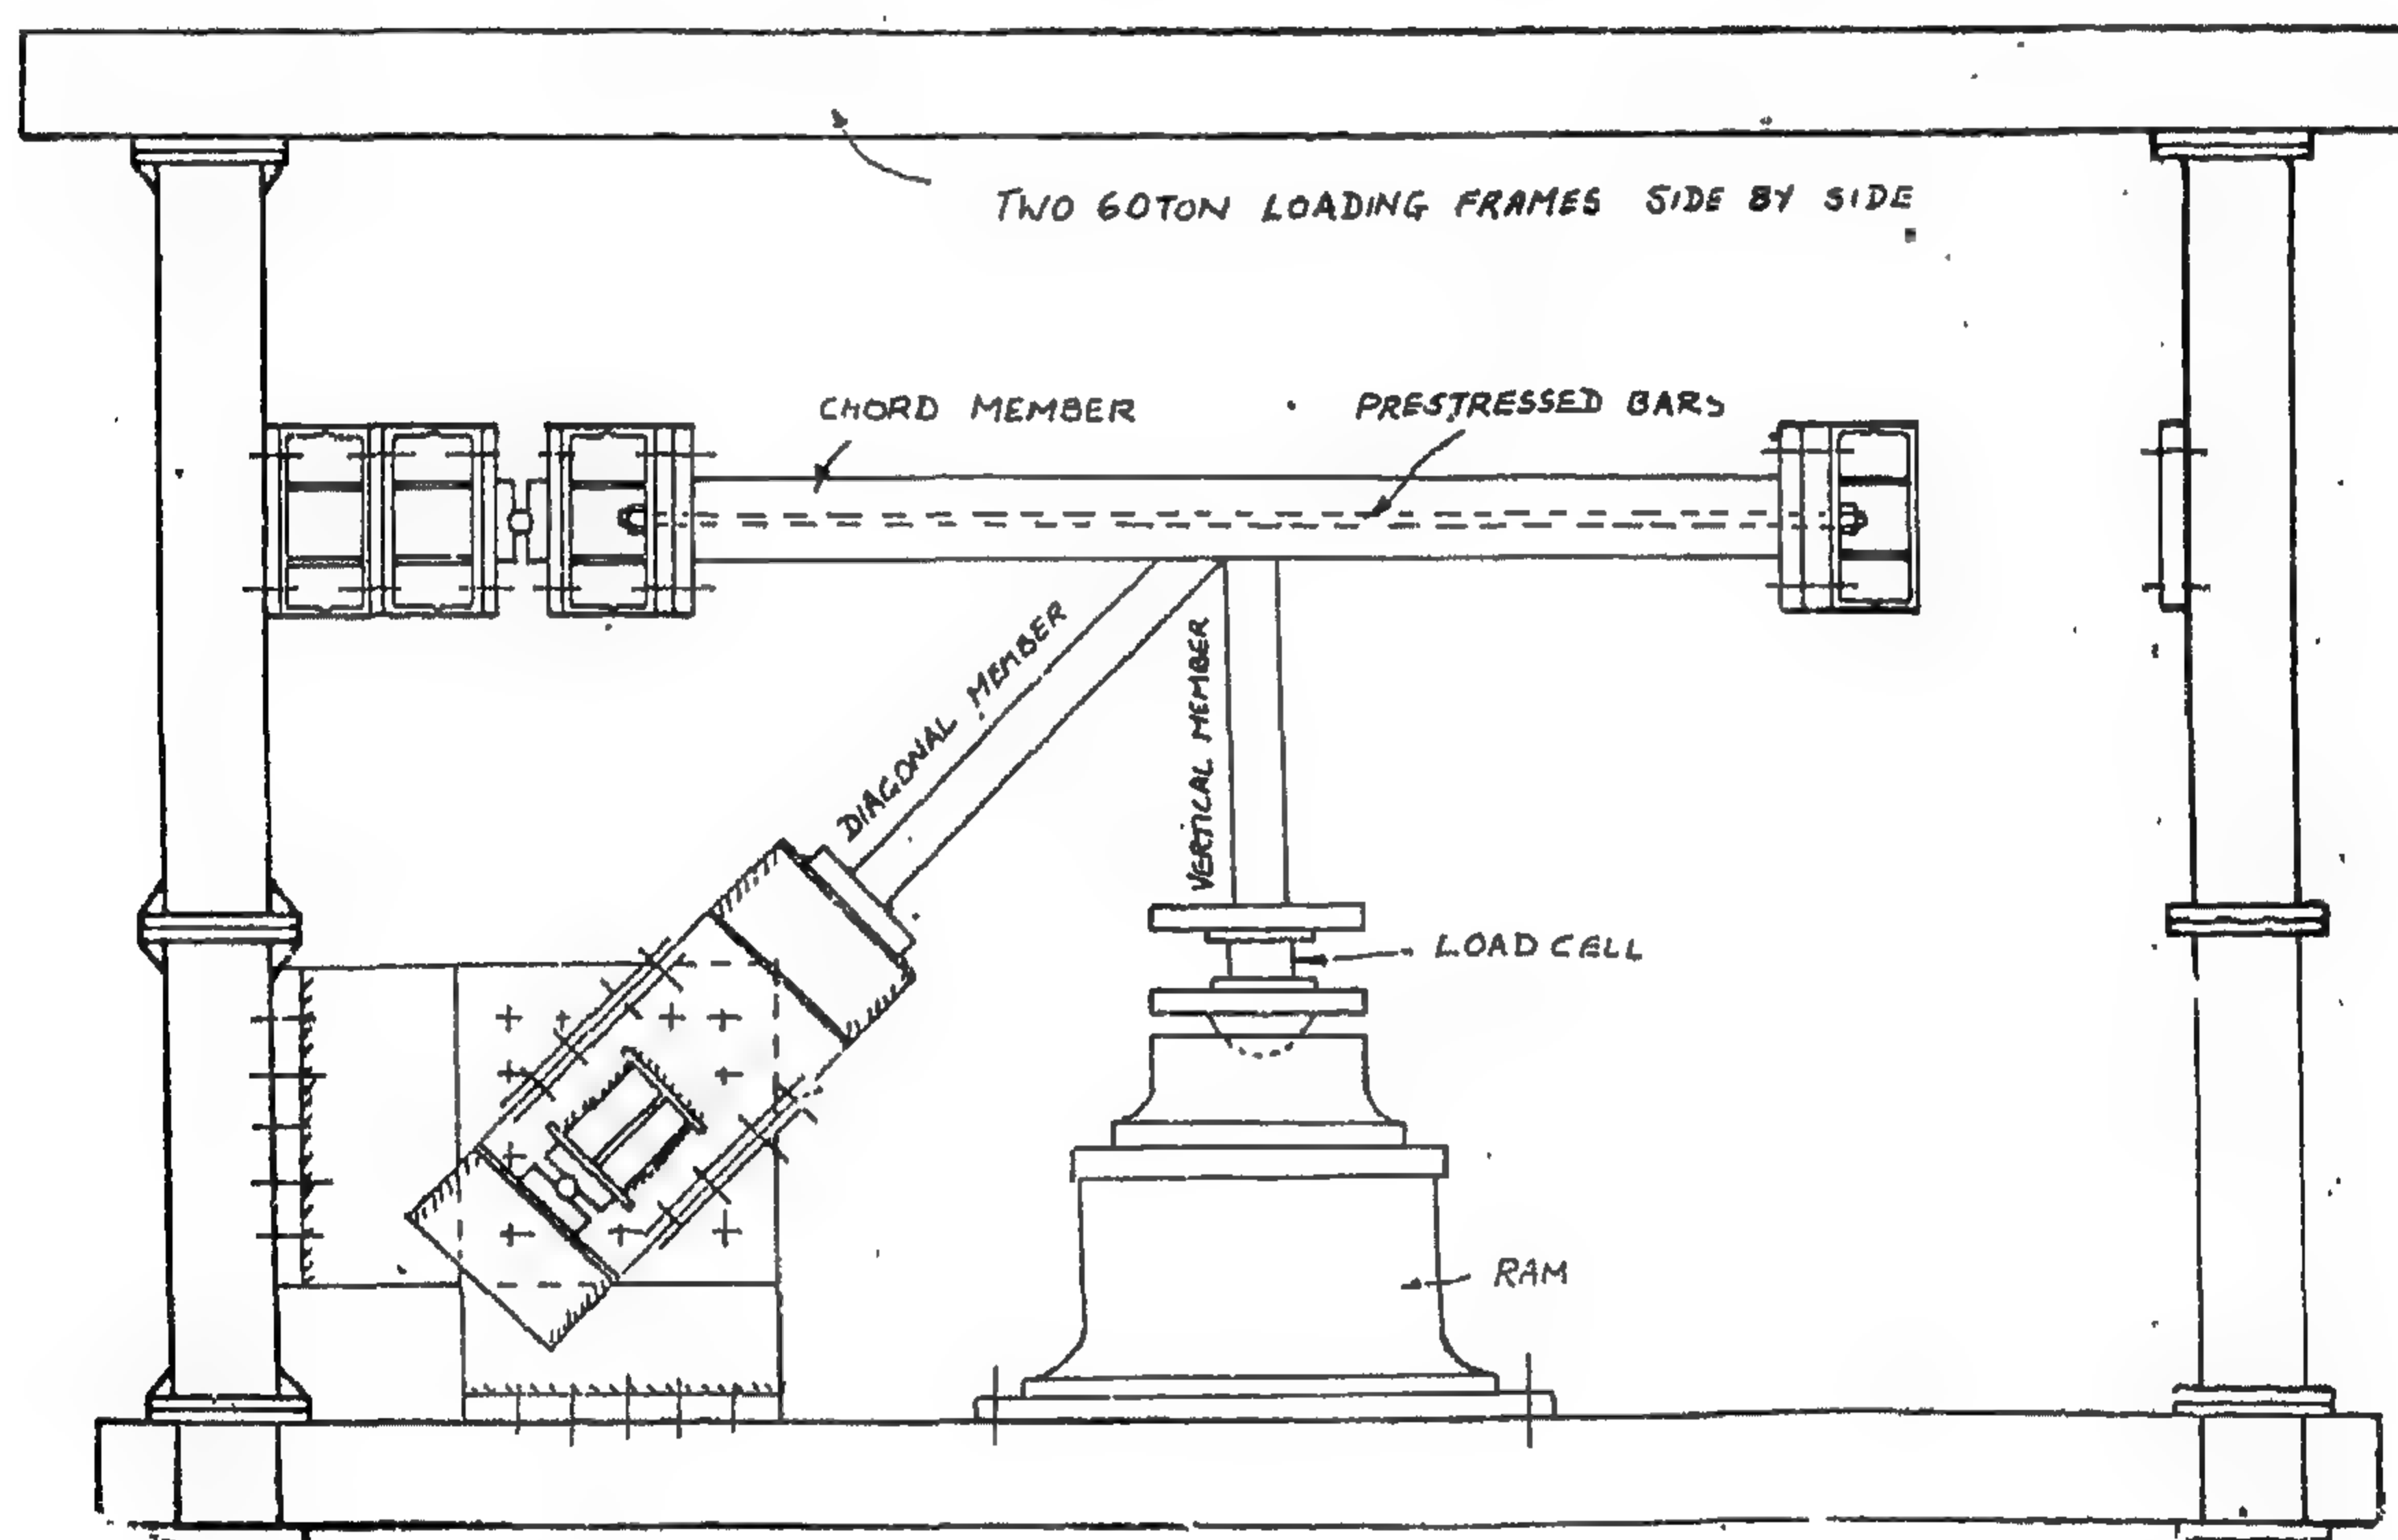 TWO 60TON LOADING FRAMES SIDE BY SIDE
CHORD MEMBER
PRESTRESSED BARS
DIAGONAL MEMBER
VERTICAL MEMBER
LOAD CELL
RAM